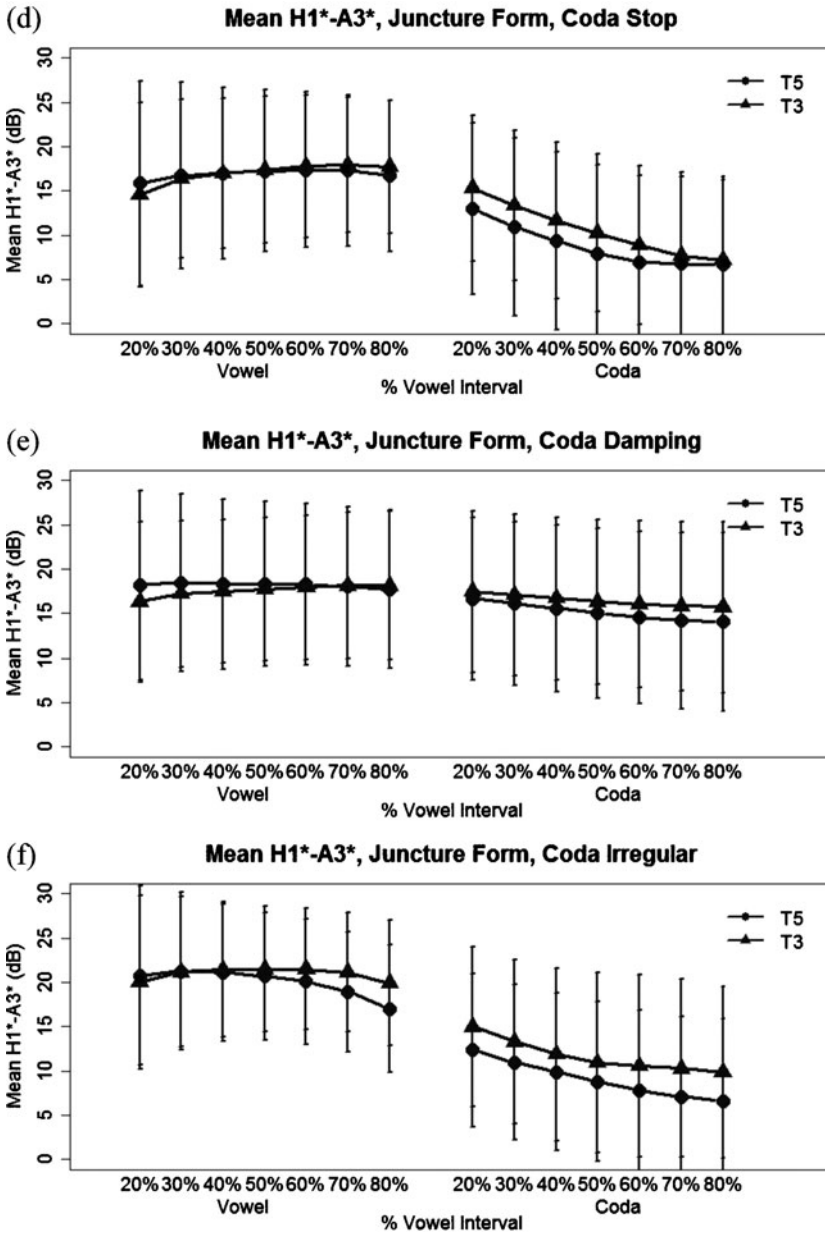 (d) Mean H1*-A3*, Juncture Form, Coda Stop
Mean H1*-A3* (dB)
30
25
20
15
10
5
0
T5
T3
20% 30% 40% 50% 60% 70% 80% 20% 30% 40% 50% 60% 70% 80%
Vowel Coda
% Vowel Interval
(e) Mean H1*-A3*, Juncture Form, Coda Damping
Mean H1*-A3* (dB)
30
25
20
15
10
5
0
T5
T3
20% 30% 40% 50% 60% 70% 80% 20% 30% 40% 50% 60% 70% 80%
Vowel Coda
% Vowel Interval
(f) Mean H1*-A3*, Juncture Form, Coda Irregular
Mean H1*-A3* (dB)
30
25
20
15
10
5
0
T5
T3
20% 30% 40% 50% 60% 70% 80% 20% 30% 40% 50% 60% 70% 80%
Vowel Coda
% Vowel Interval